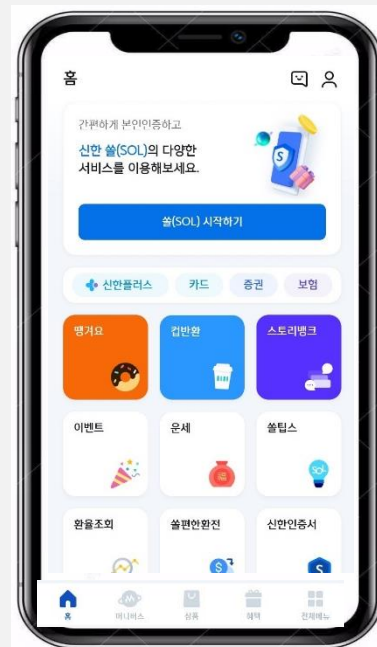 홈
간편하게 본인인증하고
신한 쏠(SOL)의 다양한
서비스를 이용해보세요.
S
쏠(SOL) 시작하기
신한플러스 카드 증권 보험
땡겨요 컵반환 스토리뱅크
이벤트 운세 쏠팁스
SOL
환율조회 쏠편한환전 신한인증서
S S
홈 머니버스 상품 혜택 전체메뉴